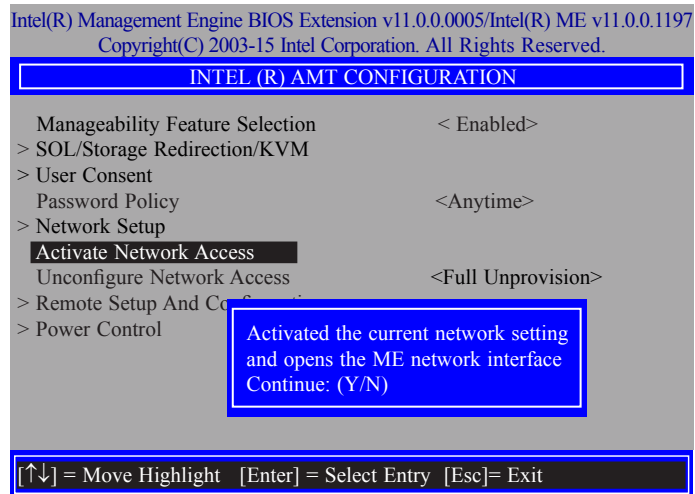 Intel(R) Management Engine BIOS Extension v11.0.0.0005/Intel(R) ME v11.0.0.1197
Copyright(C) 2003-15 Intel Corporation. All Rights Reserved.
INTEL (R) AMT CONFIGURATION
Manageability Feature Selection < Enabled>
> SOL/Storage Redirection/KVM
> User Consent
Password Policy <Anytime>
> Network Setup
Activate Network Access
Unconfigure Network Access <Full Unprovision>
> Remote Setup And
> Power Control
Activated the current network setting
and opens the ME network interface
Continue: (Y/N)
[↑↓] = Move Highlight [Enter] = Select Entry [Esc]= Exit